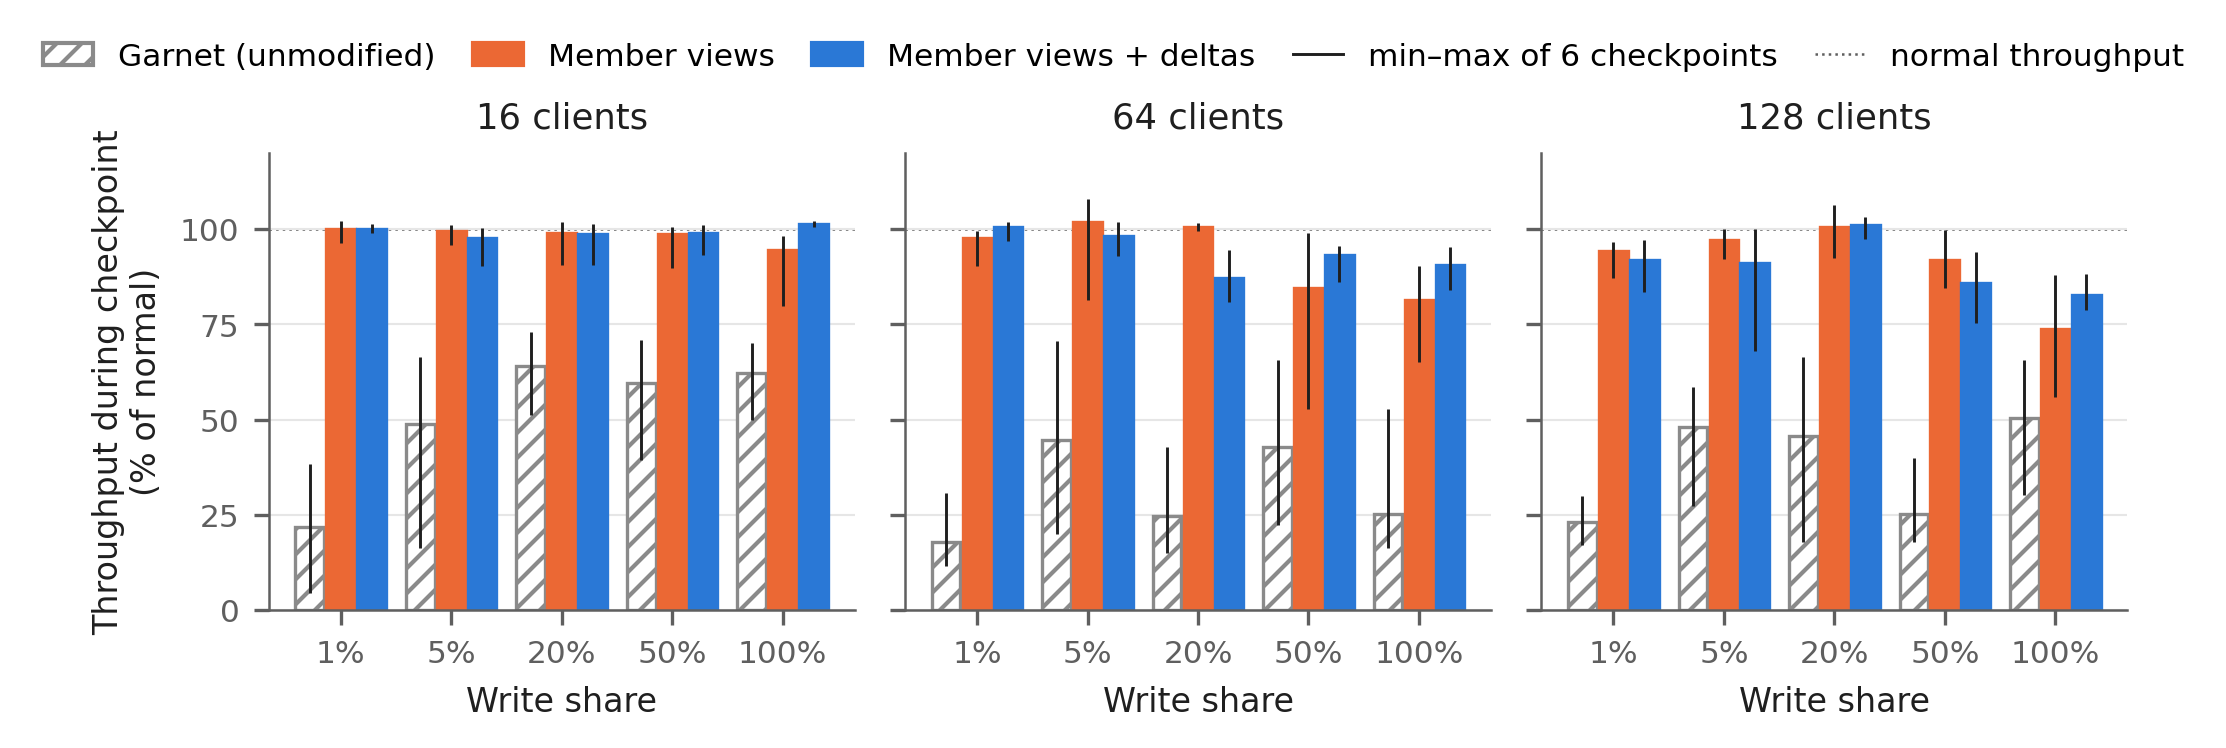 Garnet (unmodified) Member views Member views + deltas min–max of 6 checkpoints normal throughput
16 clients 64 clients 128 clients
Throughput during checkpoint
(% of normal)
100
75
50
25
0
1% 5% 20% 50% 100% 1% 5% 20% 50% 100% 1% 5% 20% 50% 100%
Write share Write share Write share